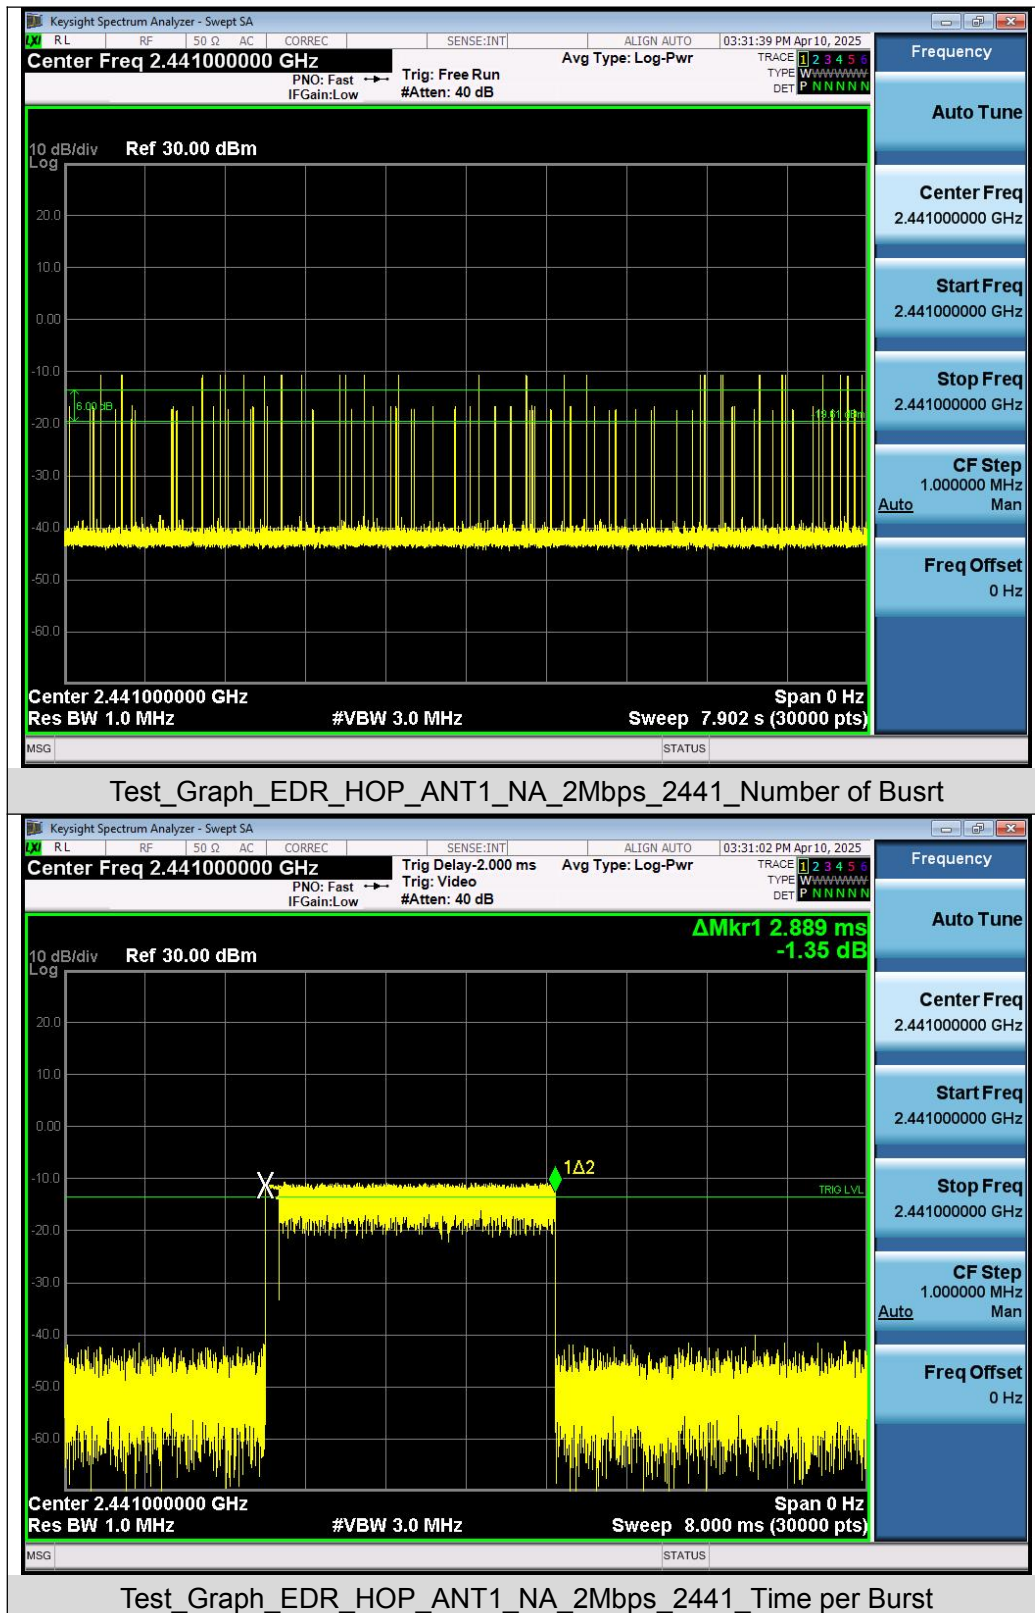 Keysight Spectrum Analyzer - Swept SA
LXI RL RF 50 Ω AC CORREC SENSE:INT ALIGN AUTO 03:31:39 PM Apr 10, 2025
Center Freq 2.441000000 GHz Avg Type: Log-Pwr TRACE 1 2 3 4 5 6
PNO: Fast Trig: Free Run TYPE WWWWWW
IFGain:Low #Atten: 40 dB DET P N N N N N
Frequency
Auto Tune
Center Freq
2.441000000 GHz
Start Freq
2.441000000 GHz
Stop Freq
2.441000000 GHz
CF Step
1.000000 MHz
Auto Man
Freq Offset
0 Hz
10 dB/div Ref 30.00 dBm
Log
20.0
10.0
0.00
-10.0
6.00 dB
-19.61 dBm
-20.0
-30.0
-40.0
-50.0
-60.0
Center 2.441000000 GHz Span 0 Hz
Res BW 1.0 MHz #VBW 3.0 MHz Sweep 7.902 s (30000 pts)
MSG STATUS
Test_Graph_EDR_HOP_ANT1_NA_2Mbps_2441_Number of Busrt
Keysight Spectrum Analyzer - Swept SA
LXI RL RF 50 Ω AC CORREC SENSE:INT ALIGN AUTO 03:31:02 PM Apr 10, 2025
Center Freq 2.441000000 GHz Trig Delay-2.000 ms Avg Type: Log-Pwr TRACE 1 2 3 4 5 6
PNO: Fast Trig: Video TYPE WWWWWW
IFGain:Low #Atten: 40 dB DET P N N N N N
Frequency
Auto Tune
Center Freq
2.441000000 GHz
Start Freq
2.441000000 GHz
Stop Freq
2.441000000 GHz
CF Step
1.000000 MHz
Auto Man
Freq Offset
0 Hz
ΔMkr1 2.889 ms
-1.35 dB
10 dB/div Ref 30.00 dBm
Log
20.0
10.0
0.00
1Δ2
-10.0
TRIG LVL
-20.0
-30.0
-40.0
-50.0
-60.0
Center 2.441000000 GHz Span 0 Hz
Res BW 1.0 MHz #VBW 3.0 MHz Sweep 8.000 ms (30000 pts)
MSG STATUS
Test_Graph_EDR_HOP_ANT1_NA_2Mbps_2441_Time per Burst